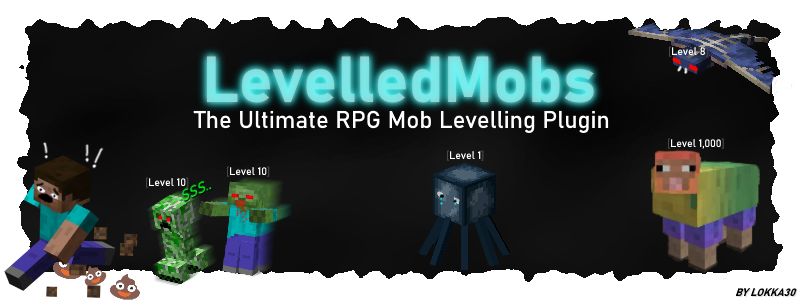 Level 8
LevelledMobs
The Ultimate RPG Mob Levelling Plugin
! !!
Level 10
SSS..
Level 10
Level 1
Level 1,000
BY LOKKA30